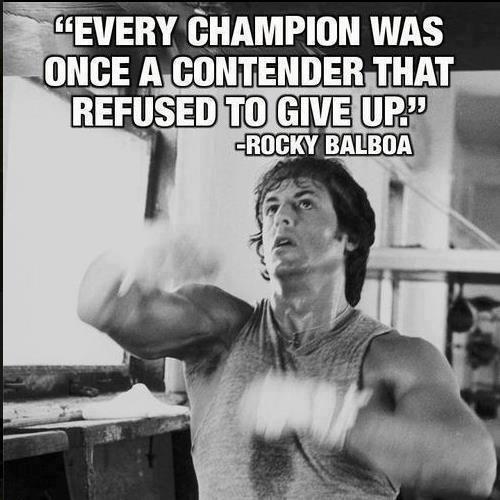 “EVERY CHAMPION WAS
ONCE A CONTENDER THAT
REFUSED TO GIVE UP.”
-ROCKY BALBOA